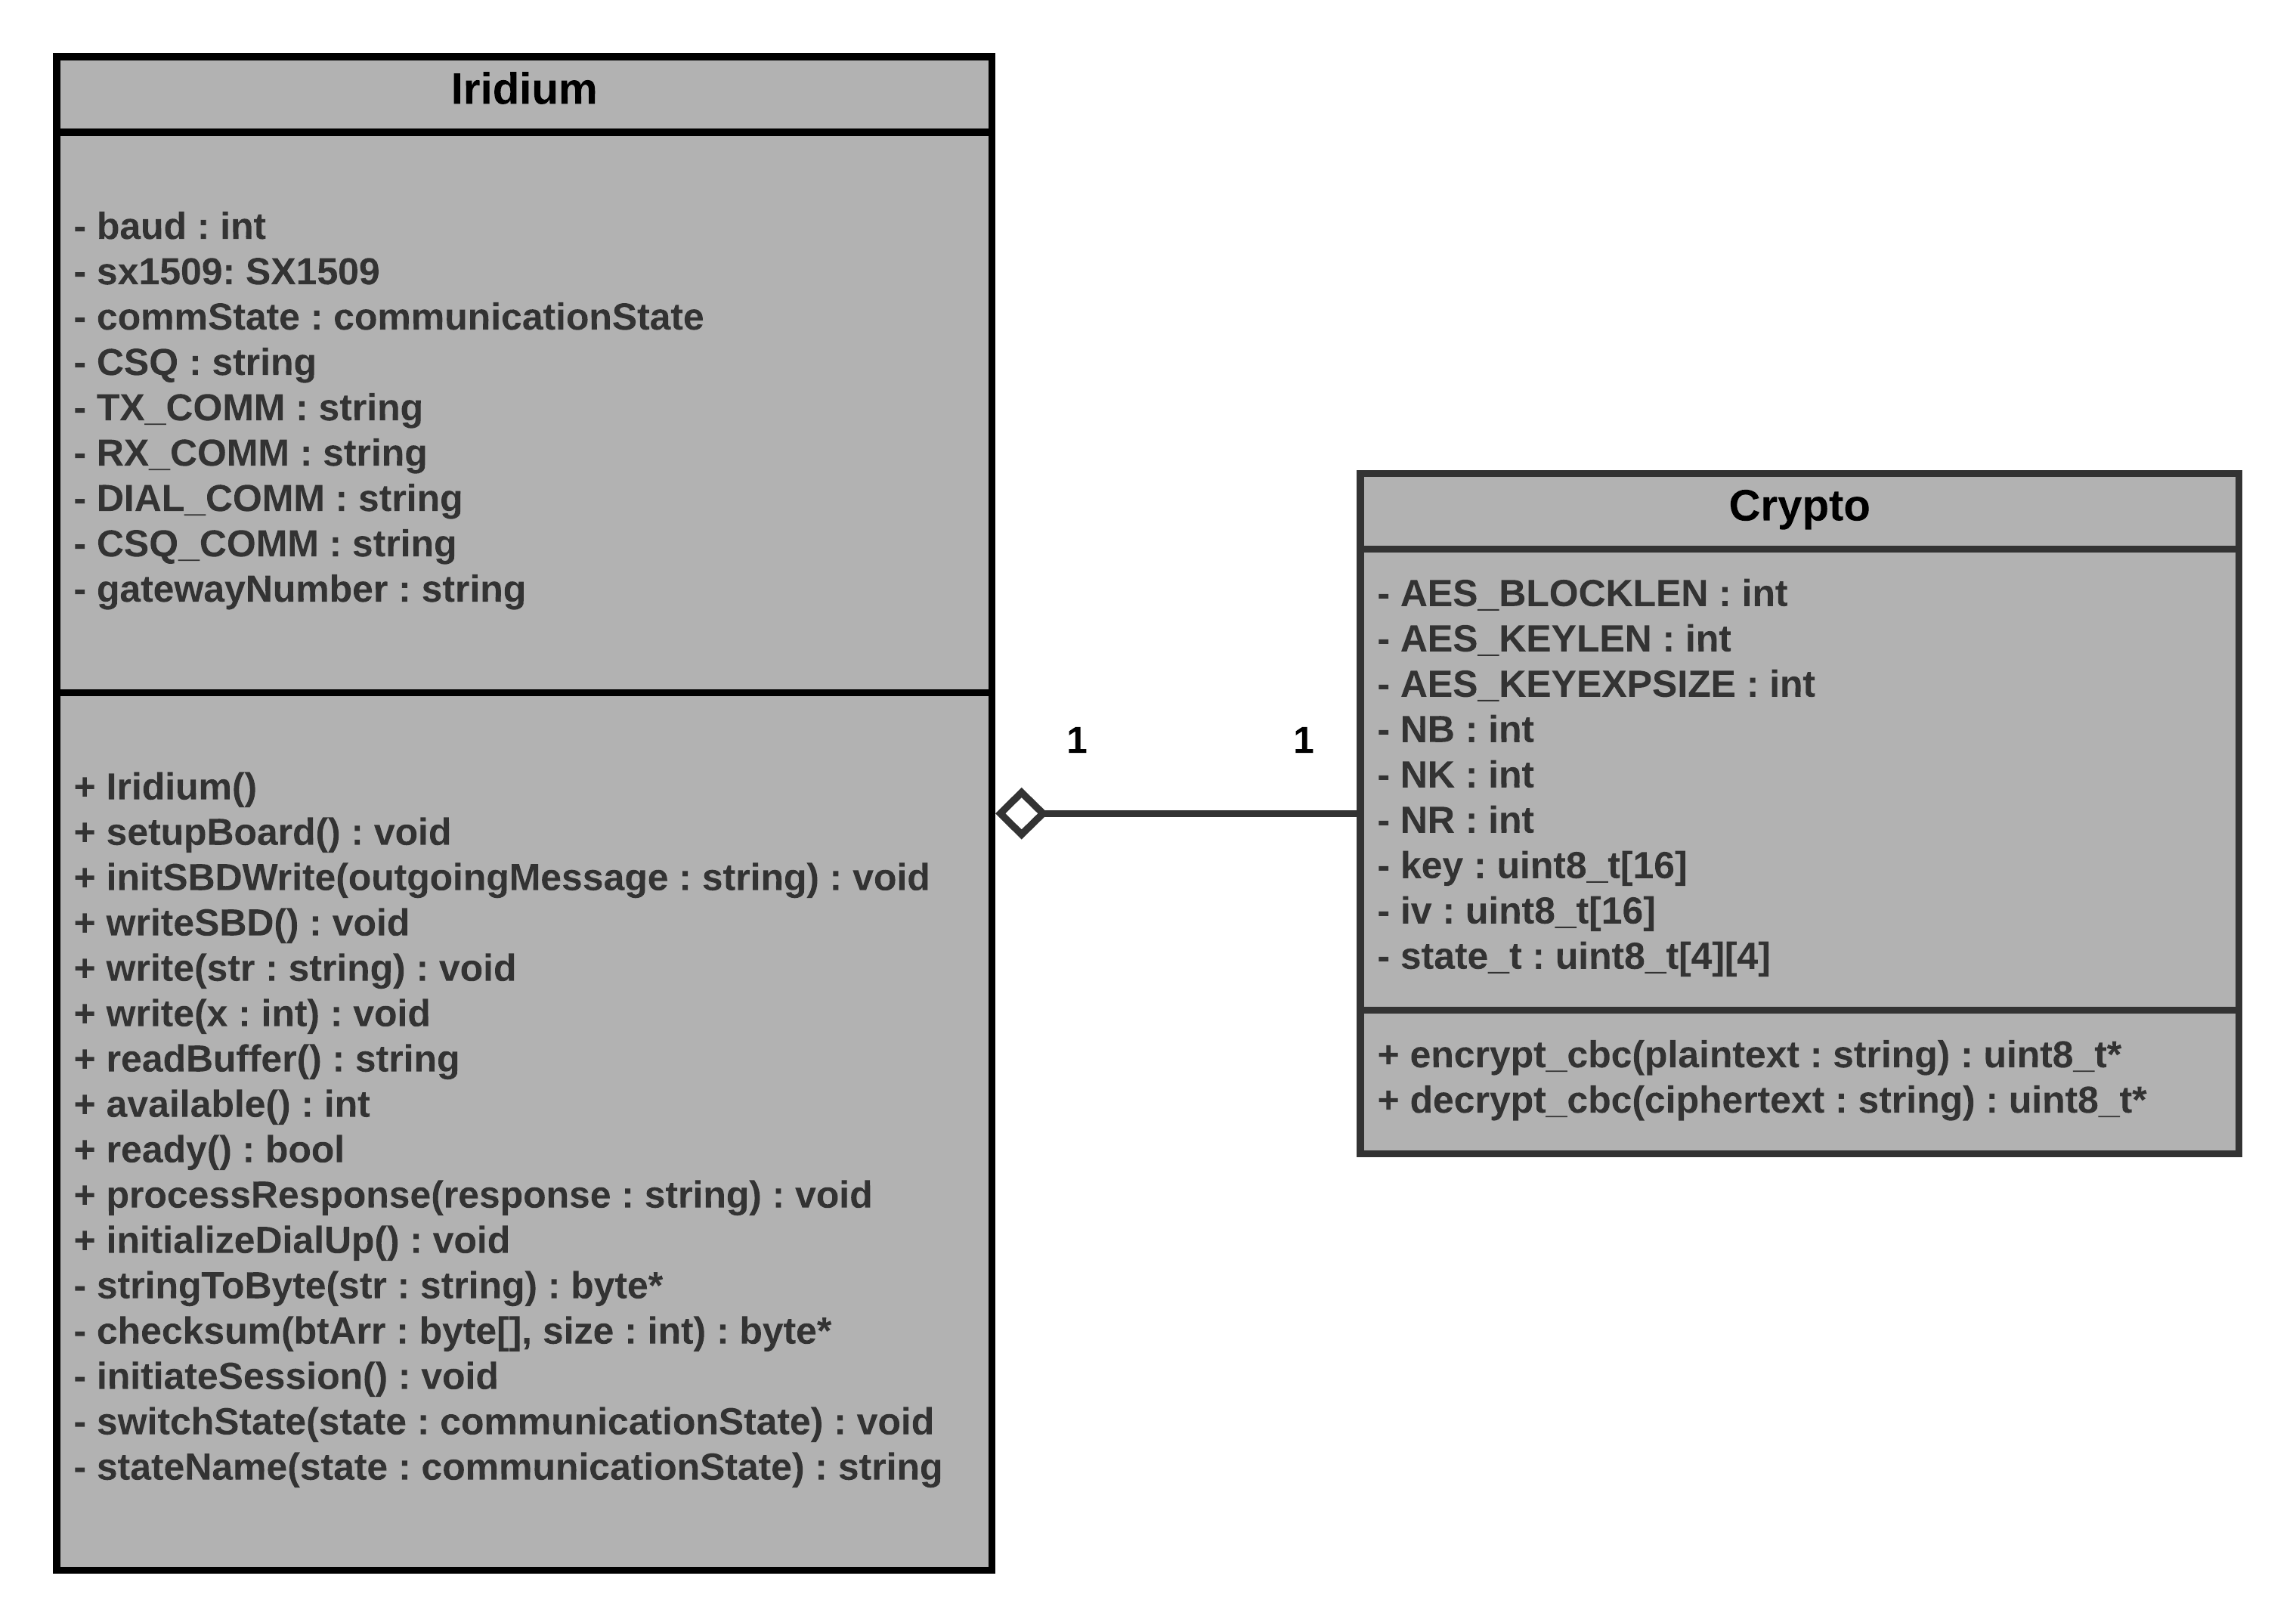 Iridium
- baud : int
- sx1509: SX1509
- commState : communicationState
- CSQ : string
- TX_COMM : string
- RX_COMM : string
- DIAL_COMM : string
- CSQ_COMM : string
- gatewayNumber : string
+ Iridium()
+ setupBoard() : void
+ initSBDWrite(outgoingMessage : string) : void
+ writeSBD() : void
+ write(str : string) : void
+ write(x : int) : void
+ readBuffer() : string
+ available() : int
+ ready() : bool
+ processResponse(response : string) : void
+ initializeDialUp() : void
- stringToByte(str : string) : byte*
- checksum(btArr : byte[], size : int) : byte*
- initiateSession() : void
- switchState(state : communicationState) : void
- stateName(state : communicationState) : string
1 1
Crypto
- AES_BLOCKLEN : int
- AES_KEYLEN : int
- AES_KEYEXPSIZE : int
- NB : int
- NK : int
- NR : int
- key : uint8_t[16]
- iv : uint8_t[16]
- state_t : uint8_t[4][4]
+ encrypt_cbc(plaintext : string) : uint8_t*
+ decrypt_cbc(ciphertext : string) : uint8_t*